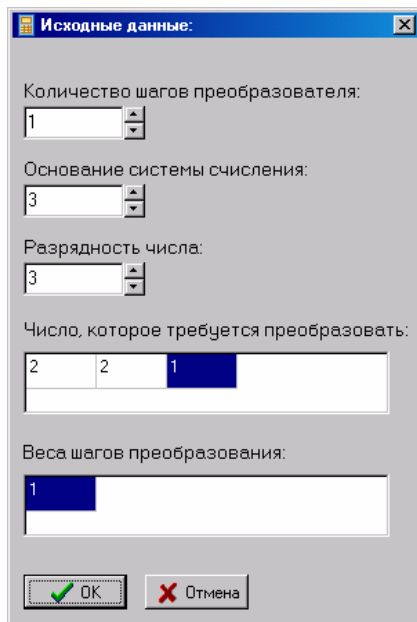 Исходные данные:
Количество шагов преобразователя:
1
Основание системы счисления:
3
Разрядность числа:
3
Число, которое требуется преобразовать:
2 2 1
Веса шагов преобразования:
1
OK Отмена